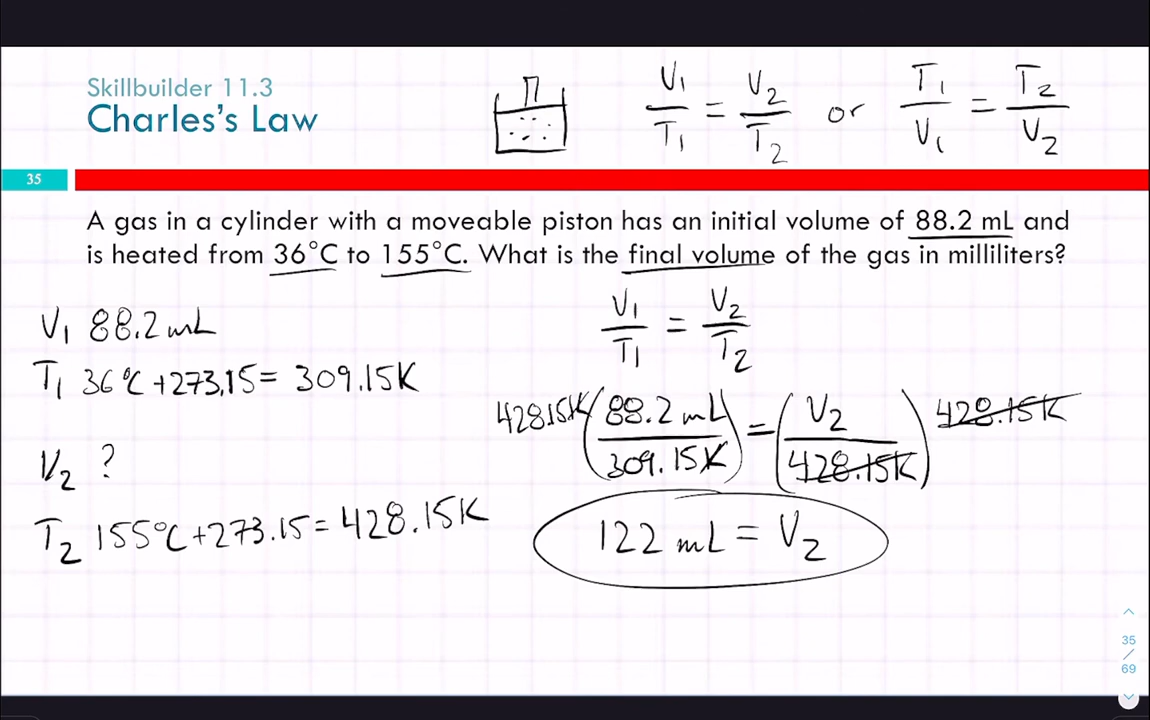 Skillbuilder 11.3
Charles's Law
V₁/T₁ = V₂/T₂ or T₁/V₁ = T₂/V₂
35
A gas in a cylinder with a moveable piston has an initial volume of 88.2 mL and
is heated from 36°C to 155°C. What is the final volume of the gas in milliliters?
V₁ 88.2 mL
T₁ 36°C + 273.15 = 309.15K
V₂ ?
T₂ 155°C + 273.15 = 428.15K
V₁/T₁ = V₂/T₂
428.15K (88.2 mL / 309.15K) = (V₂ / 428.15K) 428.15K
122 mL = V₂
35
/
69